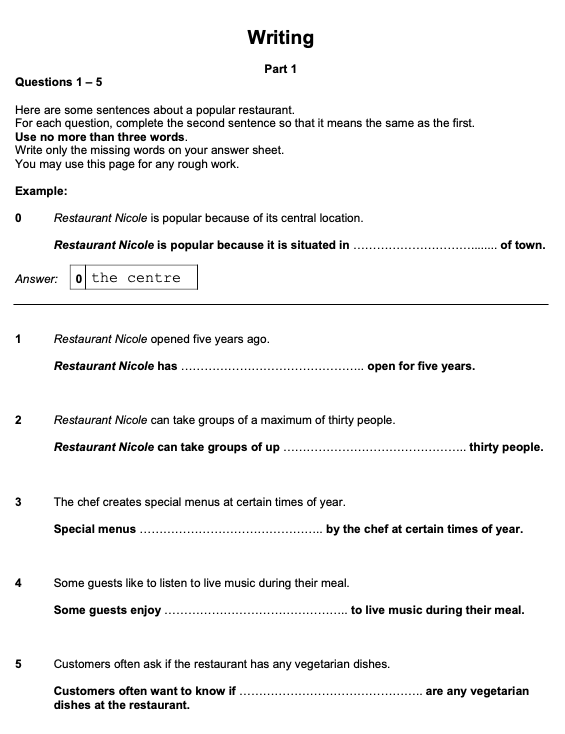 Writing
Part 1
Questions 1 – 5
Here are some sentences about a popular restaurant.
For each question, complete the second sentence so that it means the same as the first.
Use no more than three words.
Write only the missing words on your answer sheet.
You may use this page for any rough work.
Example:
0 Restaurant Nicole is popular because of its central location.
Restaurant Nicole is popular because it is situated in ………………………….…... of town.
Answer: 0 the centre
1 Restaurant Nicole opened five years ago.
Restaurant Nicole has ……………………………………….. open for five years.
2 Restaurant Nicole can take groups of a maximum of thirty people.
Restaurant Nicole can take groups of up ……………………………………….. thirty people.
3 The chef creates special menus at certain times of year.
Special menus ……………………………………….. by the chef at certain times of year.
4 Some guests like to listen to live music during their meal.
Some guests enjoy ……………………………………….. to live music during their meal.
5 Customers often ask if the restaurant has any vegetarian dishes.
Customers often want to know if ……………………………………….. are any vegetarian
dishes at the restaurant.